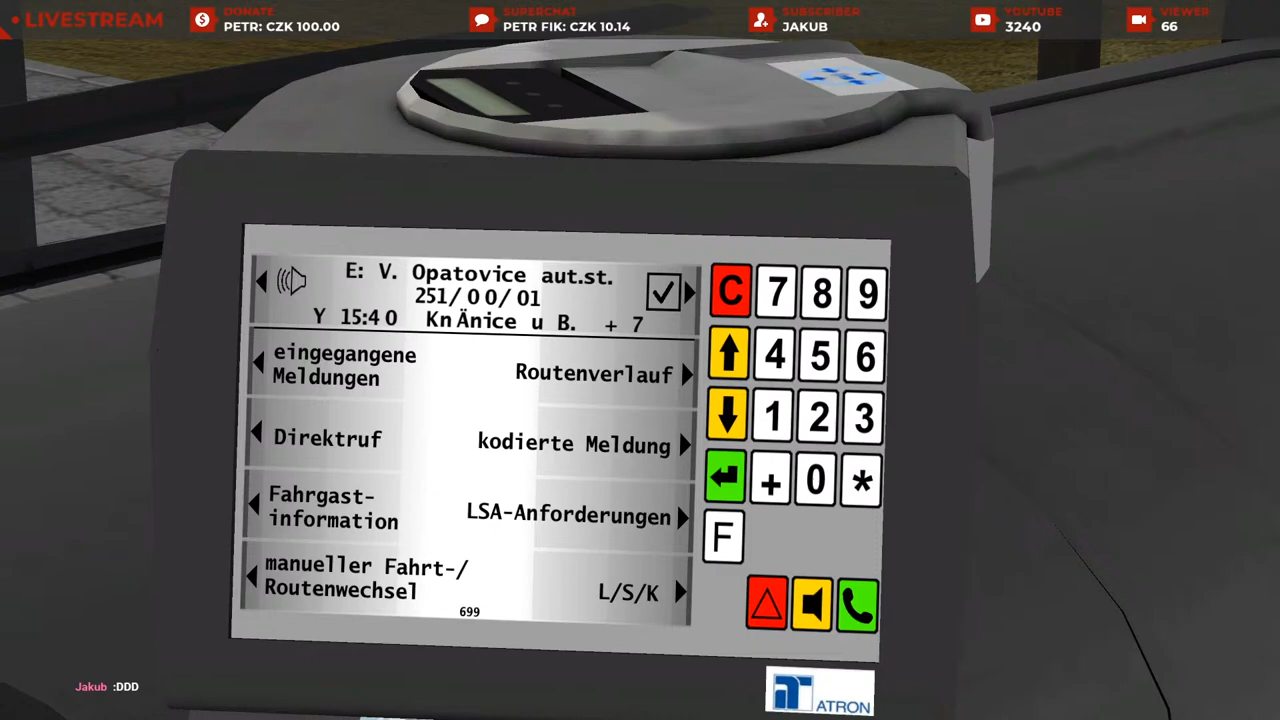 LIVESTREAM
DONATE
PETR: CZK 100.00
SUPERCHAT
PETR FIK: CZK 10.14
SUBSCRIBER
JAKUB
YOUTUBE
3240
VIEWER
66
E: V. Opatovice aut.st.
251/00/01
Y 15:40 KnÄnice u B. + 7
eingegangene
Meldungen
Routenverlauf
Direktruf
kodierte Meldung
Fahrgast-
information
LSA-Anforderungen
manueller Fahrt-/
Routenwechsel
L/S/K
699
C 7 8 9
4 5 6
1 2 3
+ 0 *
F
ATRON
Jakub :DDD